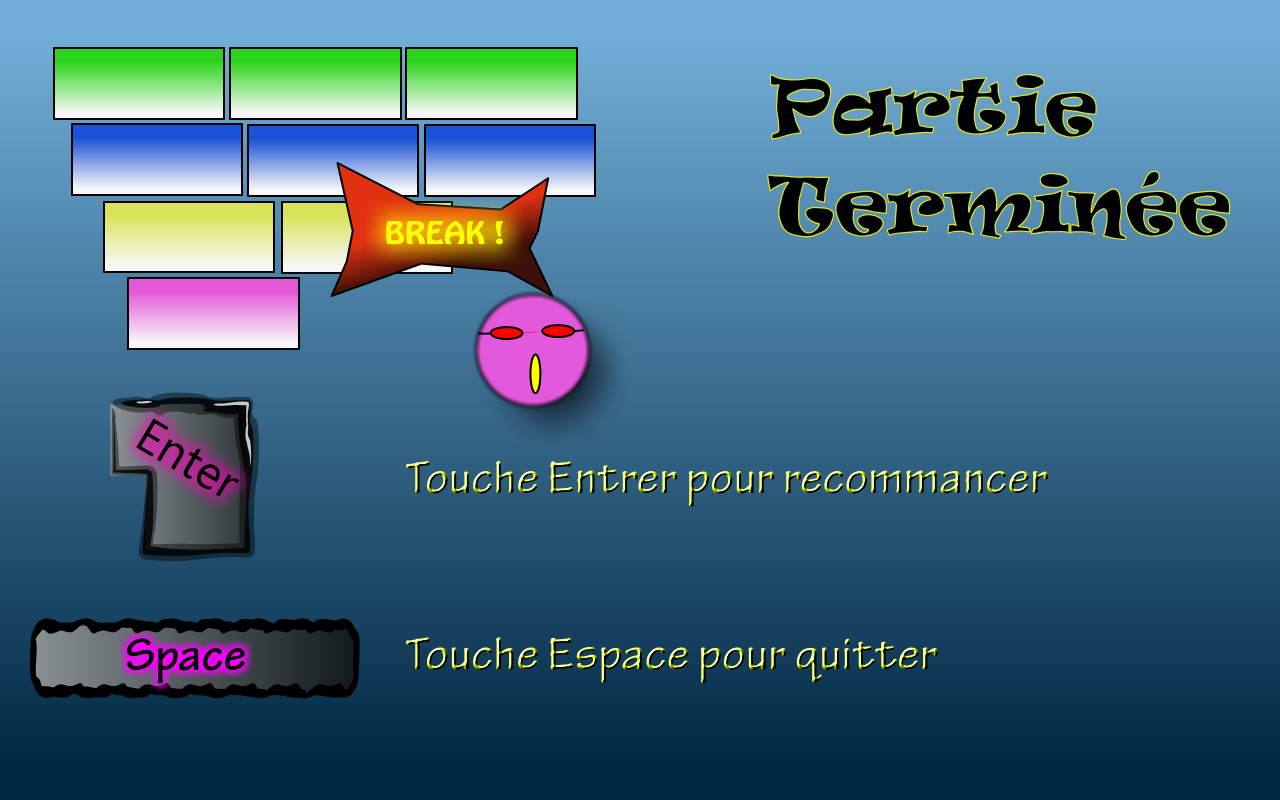 Partie
Terminée
BREAK !
Enter
Touche Entrer pour recommancer
Space
Touche Espace pour quitter